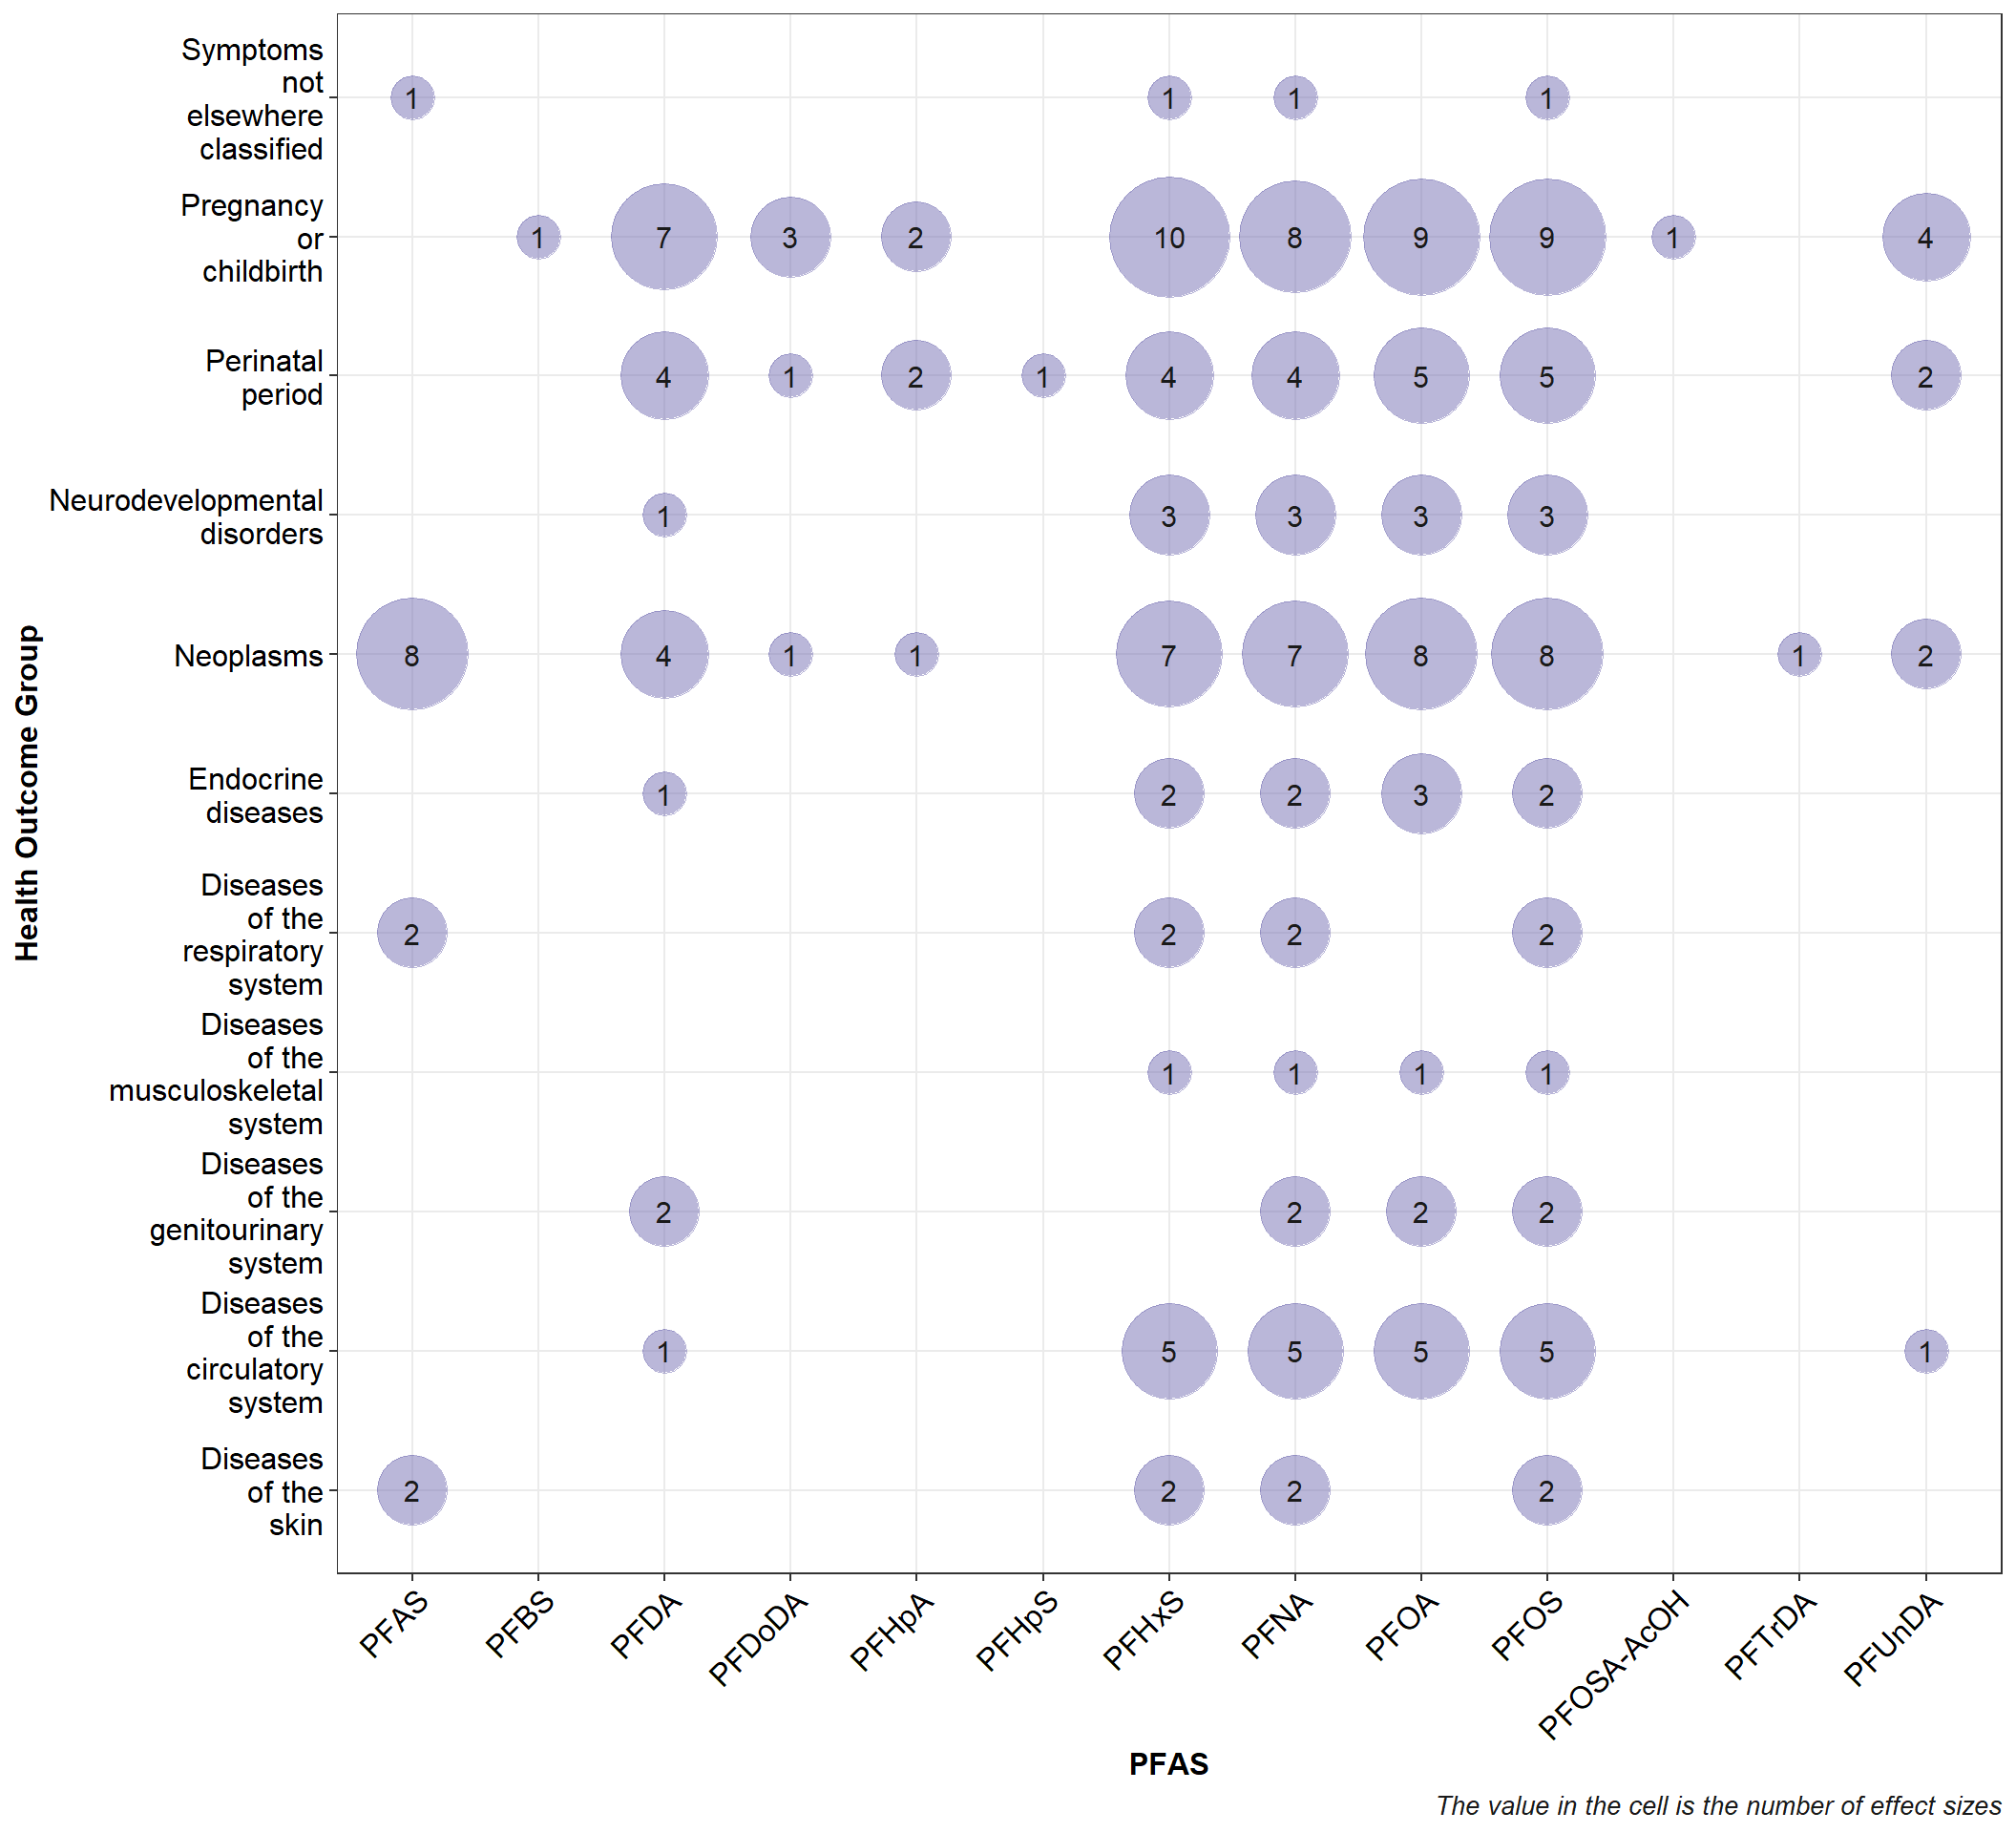 Symptoms
not
elsewhere
classified
1 1 1 1
Pregnancy
or
childbirth
1 7 3 2 10 8 9 9 1 4
Perinatal
period
4 1 2 1 4 4 5 5 2
Neurodevelopmental
disorders
1 3 3 3 3
Neoplasms
8 4 1 1 7 7 8 8 1 2
Endocrine
diseases
1 2 2 3 2
Diseases
of the
respiratory
system
2 2 2 2
Diseases
of the
musculoskeletal
system
1 1 1 1
Diseases
of the
genitourinary
system
2 2 2 2
Diseases
of the
circulatory
system
1 5 5 5 5 1
Diseases
of the
skin
2 2 2 2
Health Outcome Group
PFAS
PFBS
PFDA
PFDoDA
PFHpA
PFHpS
PFHxS
PFNA
PFOA
PFOS
PFOSA-AcOH
PFTrDA
PFUnDA
PFAS
The value in the cell is the number of effect sizes